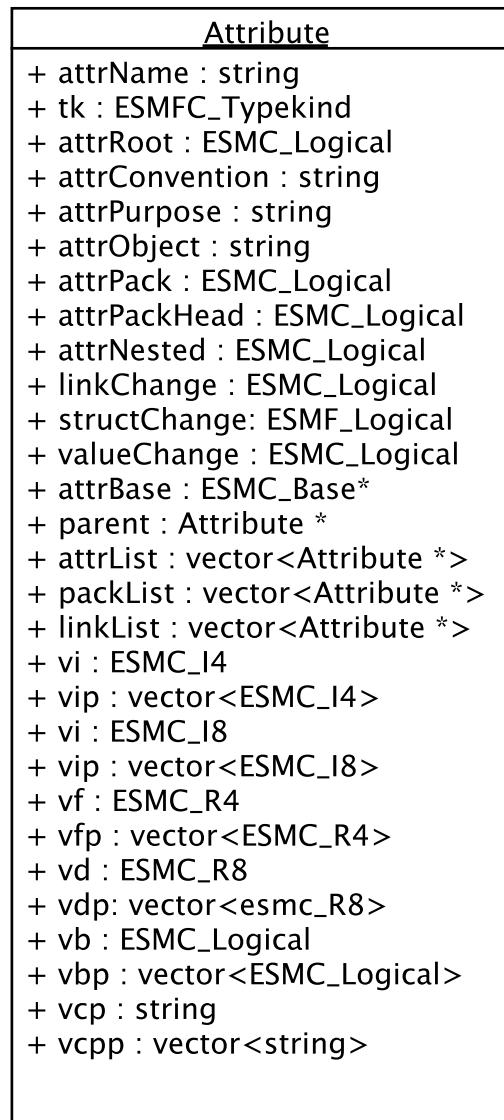 Attribute
+ attrName : string
+ tk : ESMFC_Typekind
+ attrRoot : ESMC_Logical
+ attrConvention : string
+ attrPurpose : string
+ attrObject : string
+ attrPack : ESMC_Logical
+ attrPackHead : ESMC_Logical
+ attrNested : ESMC_Logical
+ linkChange : ESMC_Logical
+ structChange: ESMF_Logical
+ valueChange : ESMC_Logical
+ attrBase : ESMC_Base*
+ parent : Attribute *
+ attrList : vector<Attribute *>
+ packList : vector<Attribute *>
+ linkList : vector<Attribute *>
+ vi : ESMC_I4
+ vip : vector<ESMC_I4>
+ vi : ESMC_I8
+ vip : vector<ESMC_I8>
+ vf : ESMC_R4
+ vfp : vector<ESMC_R4>
+ vd : ESMC_R8
+ vdp: vector<esmc_R8>
+ vb : ESMC_Logical
+ vbp : vector<ESMC_Logical>
+ vcp : string
+ vcpp : vector<string>